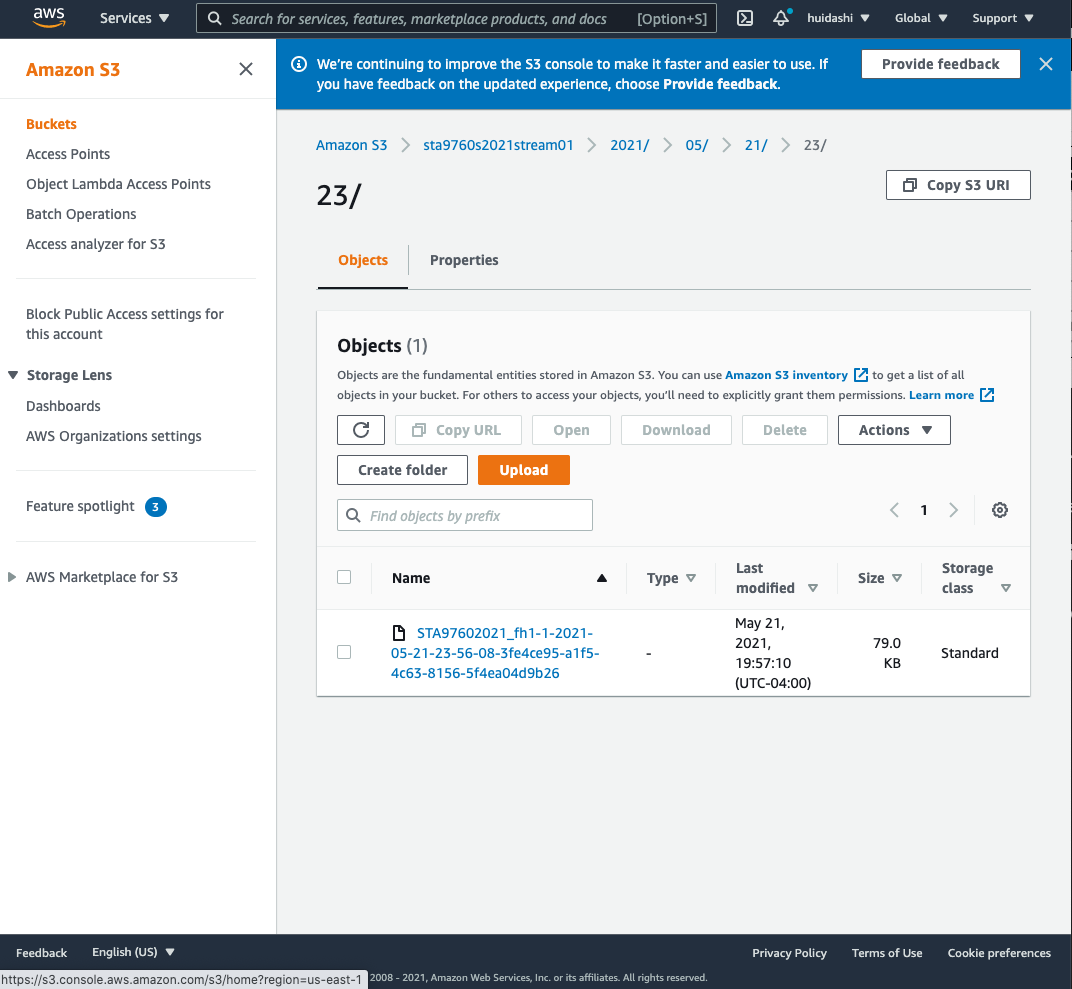 aws
Services
Search for services, features, marketplace products, and docs [Option+S]
huidashi
Global
Support
Amazon S3
Buckets
Access Points
Object Lambda Access Points
Batch Operations
Access analyzer for S3
Block Public Access settings for
this account
Storage Lens
Dashboards
AWS Organizations settings
Feature spotlight 3
AWS Marketplace for S3
We're continuing to improve the S3 console to make it faster and easier to use. If
you have feedback on the updated experience, choose Provide feedback.
Provide feedback
Amazon S3 > sta9760s2021stream01 > 2021/ > 05/ > 21/ > 23/
23/
Copy S3 URI
Objects
Properties
Objects (1)
Objects are the fundamental entities stored in Amazon S3. You can use Amazon S3 inventory to get a list of all
objects in your bucket. For others to access your objects, you'll need to explicitly grant them permissions. Learn more
Copy URL
Open
Download
Delete
Actions
Create folder
Upload
Find objects by prefix
1
Name
Type
Last
modified
Size
Storage
class
STA97602021_fh1-1-2021-
05-21-23-56-08-3fe4ce95-a1f5-
4c63-8156-5f4ea04d9b26
-
May 21,
2021,
19:57:10
(UTC-04:00)
79.0
KB
Standard
Feedback
English (US)
Privacy Policy
Terms of Use
Cookie preferences
https://s3.console.aws.amazon.com/s3/home?region=us-east-1
2008 - 2021, Amazon Web Services, Inc. or its affiliates. All rights reserved.